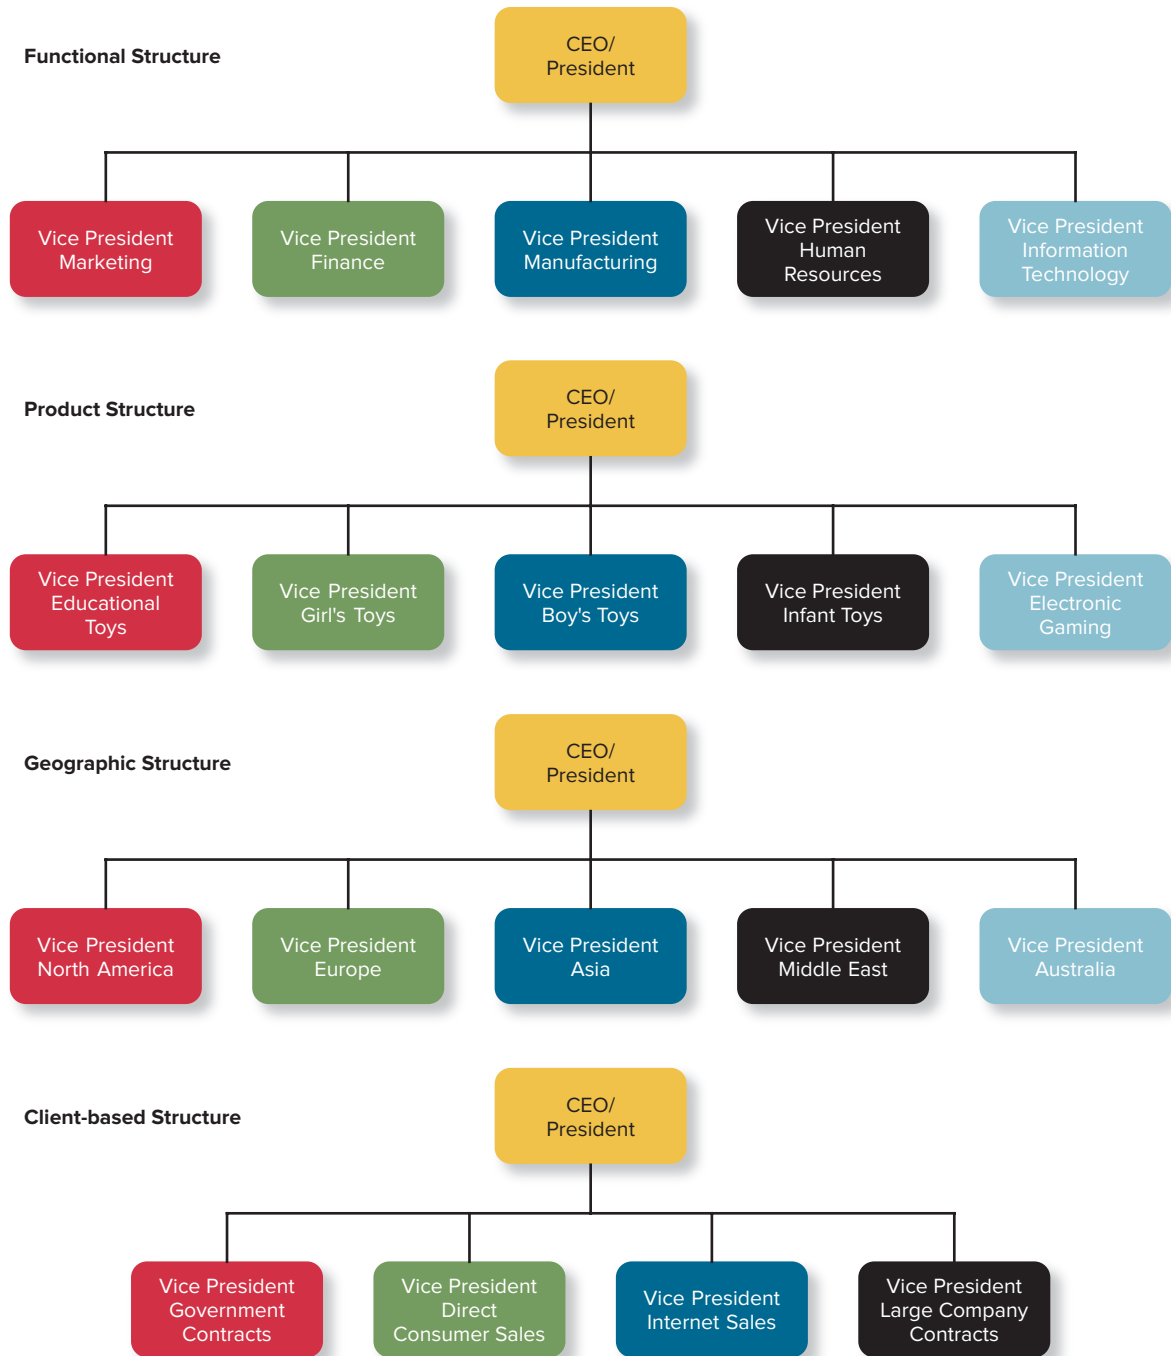 Functional Structure
CEO/
President
Vice President
Marketing
Vice President
Finance
Vice President
Manufacturing
Vice President
Human
Resources
Vice President
Information
Technology
Product Structure
CEO/
President
Vice President
Educational
Toys
Vice President
Girl's Toys
Vice President
Boy's Toys
Vice President
Infant Toys
Vice President
Electronic
Gaming
Geographic Structure
CEO/
President
Vice President
North America
Vice President
Europe
Vice President
Asia
Vice President
Middle East
Vice President
Australia
Client-based Structure
CEO/
President
Vice President
Government
Contracts
Vice President
Direct
Consumer Sales
Vice President
Internet Sales
Vice President
Large Company
Contracts